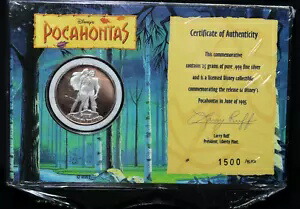 Disney's
POCAHONTAS
Certificate of Authenticity
This commemorative
contains 25 grams of pure .999 fine silver
and is a licensed Disney collectible
commemorating the release of Disney's
Pocahontas in June of 1995
Larry Ruff
President, Liberty Mint
1500